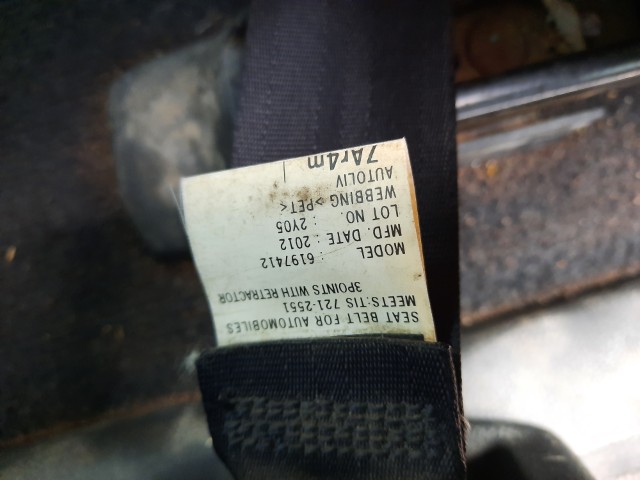 SEAT BELT FOR AUTOMOBILES
MEETS:TIS 721-2551
3POINTS WITH RETRACTOR
MODEL : 6197412
MFD. DATE : 2012
LOT NO. : 2Y05
WEBBING >PET<
AUTOLIV
7Ar4m